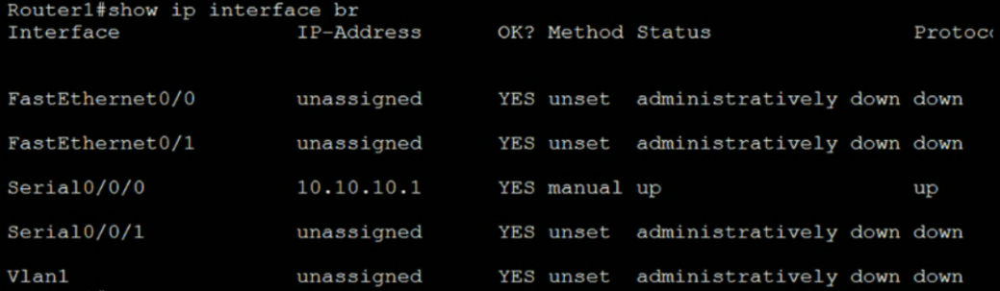 Router1#show ip interface br
Interface IP-Address OK? Method Status Protoco
FastEthernet0/0 unassigned YES unset administratively down down
FastEthernet0/1 unassigned YES unset administratively down down
Serial0/0/0 10.10.10.1 YES manual up up
Serial0/0/1 unassigned YES unset administratively down down
Vlan1 unassigned YES unset administratively down down